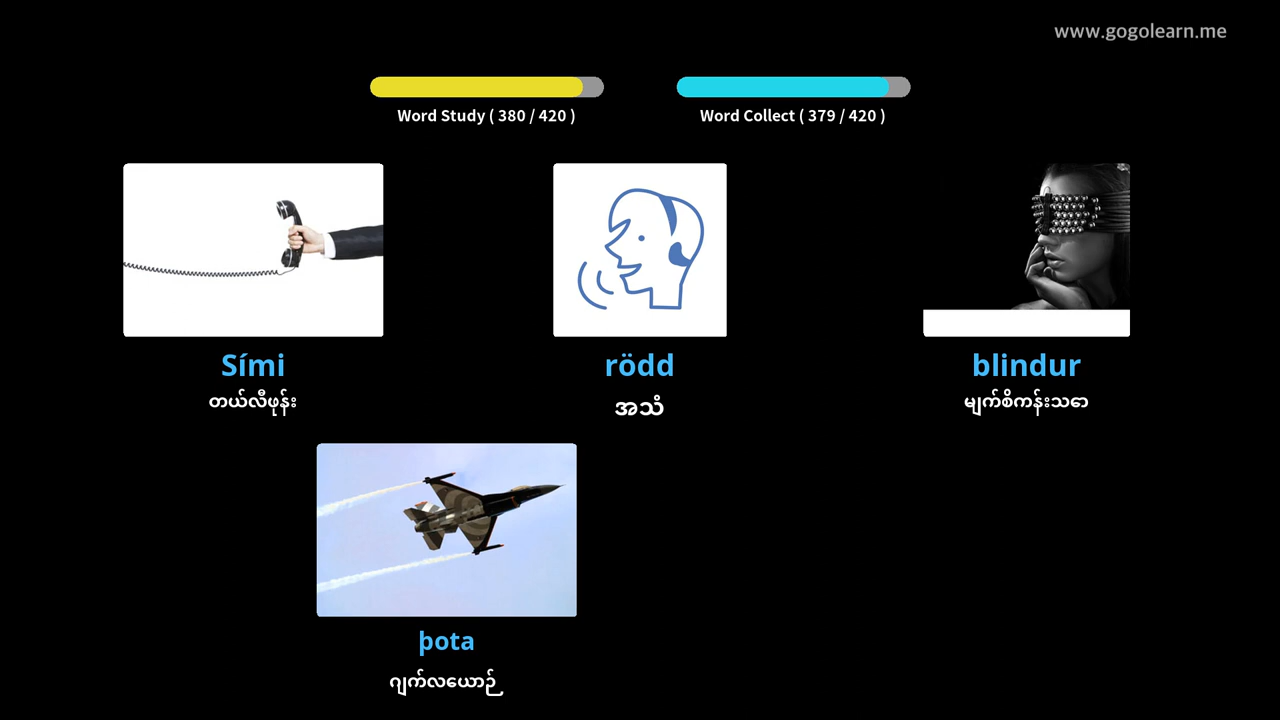 www.gogolearn.me
Word Study ( 380 / 420 )
Word Collect ( 379 / 420 )
Sími
တယ်လီဖုန်း
rödd
အသံ
blindur
မျက်စိကန်းသော
þota
ဂျက်လေယာဉ်